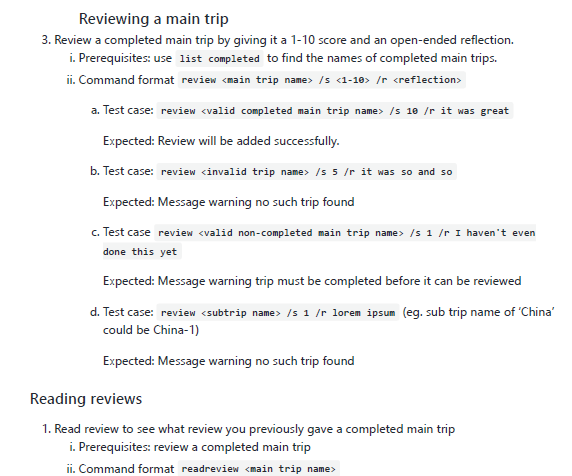 Reviewing a main trip
3. Review a completed main trip by giving it a 1-10 score and an open-ended reflection.
i. Prerequisites: use list completed to find the names of completed main trips.
ii. Command format review <main trip name> /s <1-10> /r <reflection>
a. Test case: review <valid completed main trip name> /s 10 /r it was great
Expected: Review will be added successfully.
b. Test case: review <invalid trip name> /s 5 /r it was so and so
Expected: Message warning no such trip found
c. Test case review <valid non-completed main trip name> /s 1 /r I haven't even
done this yet
Expected: Message warning trip must be completed before it can be reviewed
d. Test case: review <subtrip name> /s 1 /r lorem ipsum (eg. sub trip name of ‘China’
could be China-1)
Expected: Message warning no such trip found
Reading reviews
1. Read review to see what review you previously gave a completed main trip
i. Prerequisites: review a completed main trip
ii. Command format readreview <main trip name>